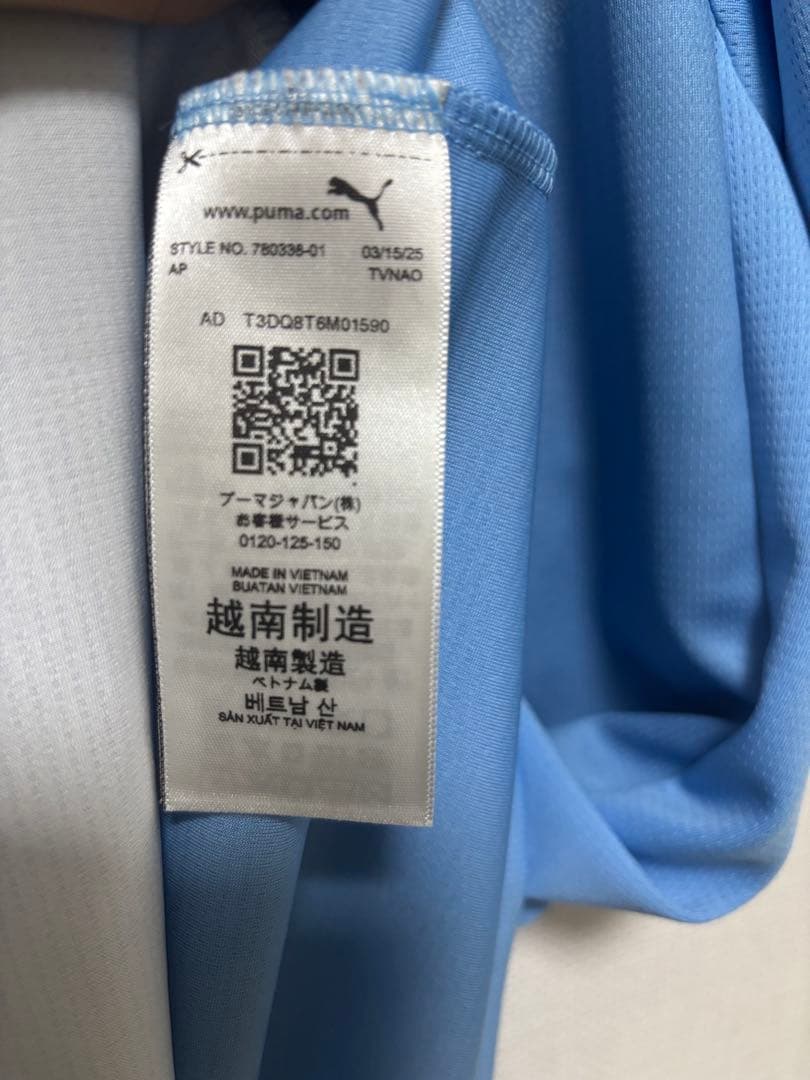 www.puma.com
STYLE NO. 780338-01 03/15/25
AP TVNAO
AD T3DQ8T6M01590
プーマジャパン(株)
お客様サービス
0120-125-150
MADE IN VIETNAM
BUATAN VIETNAM
越南制造
越南製造
ベトナム製
베트남 산
SẢN XUẤT TẠI VIỆT NAM